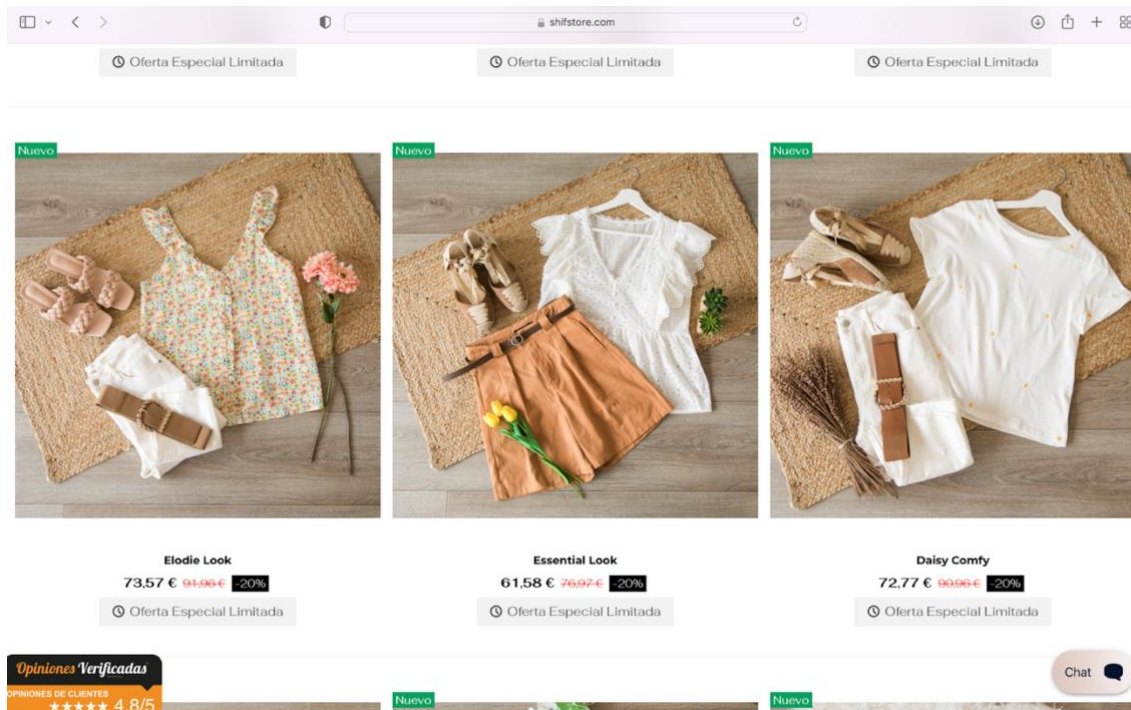 shifstore.com
Oferta Especial Limitada
Oferta Especial Limitada
Oferta Especial Limitada
Nuevo
Nuevo
Nuevo
Elodie Look
73,57 € 91,96 € -20%
Oferta Especial Limitada
Essential Look
61,58 € 76,97 € -20%
Oferta Especial Limitada
Daisy Comfy
72,77 € 90,96 € -20%
Oferta Especial Limitada
Opiniones Verificadas
OPINIONES DE CLIENTES
★★★★★ 4.8/5
Chat
Nuevo
Nuevo